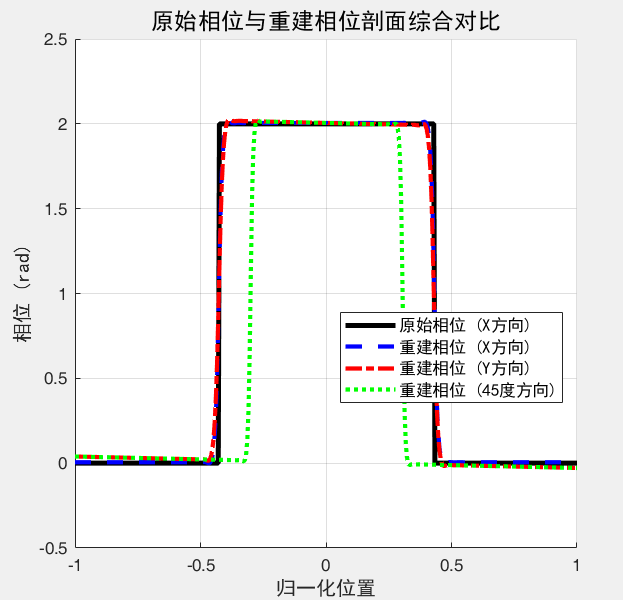 原始相位与重建相位剖面综合对比
2.5
2
1.5
1
0.5
0
-0.5
相位 (rad)
原始相位 (X方向)
重建相位 (X方向)
重建相位 (Y方向)
重建相位 (45度方向)
-1
-0.5
0
0.5
1
归一化位置